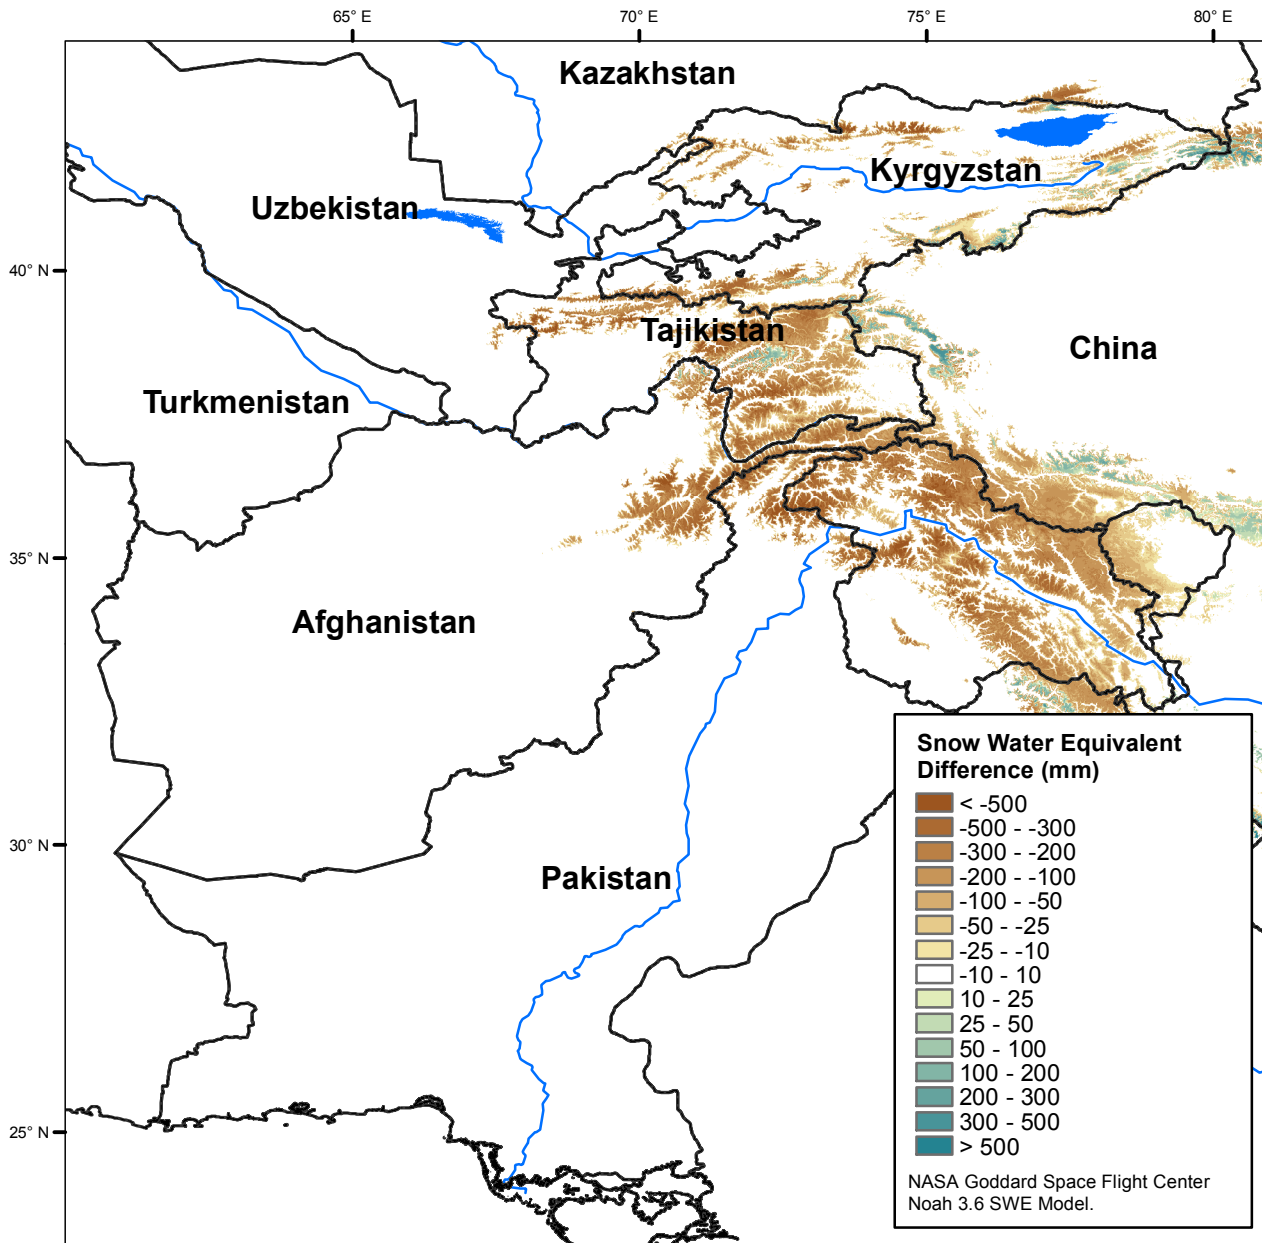 65° E
70° E
75° E
80° E
Kazakhstan
Kyrgyzstan
Uzbekistan
40° N
Tajikistan
China
Turkmenistan
35° N
Afghanistan
30° N
Pakistan
25° N
Snow Water Equivalent
Difference (mm)
< -500
-500 - -300
-300 - -200
-200 - -100
-100 - -50
-50 - -25
-25 - -10
-10 - 10
10 - 25
25 - 50
50 - 100
100 - 200
200 - 300
300 - 500
> 500
NASA Goddard Space Flight Center
Noah 3.6 SWE Model.